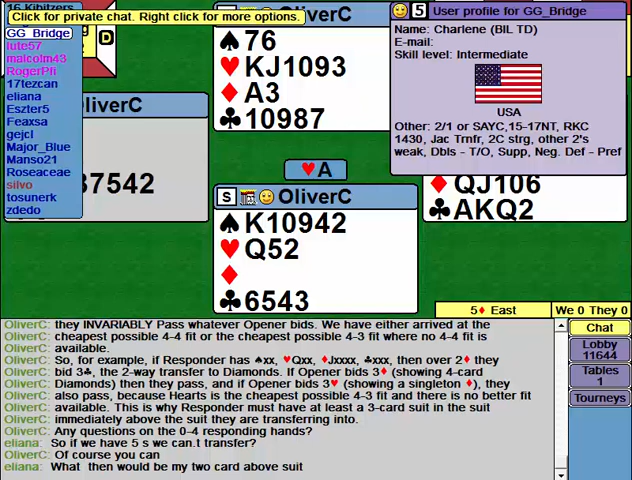 16 Kibitzers
Click for private chat. Right click for more options.
GG_Bridge
lute57
malcolm43
RogerPfi
17tezcan
eliana
Eszter5
Feaxsa
gejcl
Major_Blue
Manso21
Roseaceae
silvo
tosunerk
zdedo
D
OliverC
37542
OliverC
♠76
♥KJ1093
♦A3
♣10987
5 User profile for GG_Bridge
Name: Charlene (BIL TD)
E-mail:
Skill level: Intermediate
USA
Other: 2/1 or SAYC,15-17NT, RKC
1430, Jac Trnfr, 2C strg, other 2's
weak, Dbls - T/O, Supp, Neg. Def - Pref
♥A
♦QJ106
♣AKQ2
S OliverC
♠K10942
♥Q52
♦
♣6543
5♦ East
We 0 They 0
OliverC: they INVARIABLY Pass whatever Opener bids. We have either arrived at the
OliverC: cheapest possible 4-4 fit or the cheapest possible 4-3 fit where no 4-4 fit is
OliverC: available.
OliverC: So, for example, if Responder has ♠xx, ♥Qxx, ♦Jxxxx, ♣xxx, then over 2♦ they
OliverC: bid 3♣, the 2-way transfer to Diamonds. If Opener bids 3♦ (showing 4-card
OliverC: Diamonds) then they pass, and if Opener bids 3♥ (showing a singleton ♦), they
OliverC: also pass, because Hearts is the cheapest possible 4-3 fit and there is no better fit
OliverC: available. This is why Responder must have at least a 3-card suit in the suit
OliverC: immediately above the suit they are transferring into.
OliverC: Any questions on the 0-4 responding hands?
eliana: So if we have 5 s we can.t transfer?
OliverC: Of course you can
eliana: What then would be my two card above suit
Chat
Lobby
11644
Tables
1
Tourneys